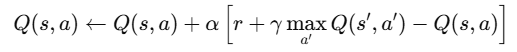 Q(s, a) ← Q(s, a) + α [ r + γ max_{a′} Q(s′, a′) − Q(s, a) ]